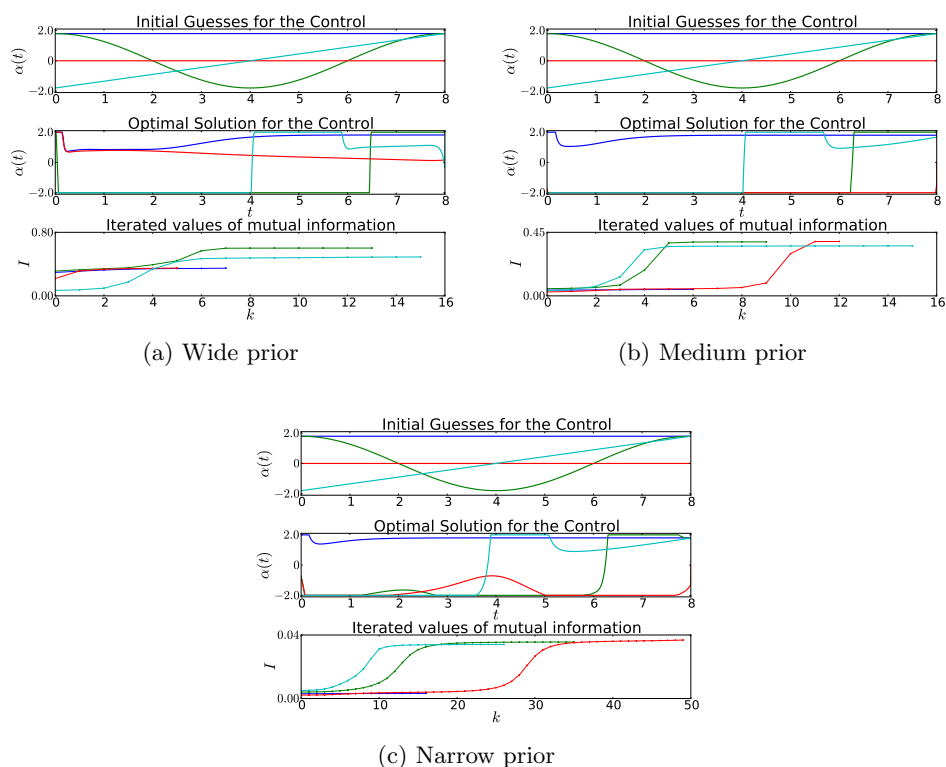 Initial Guesses for the Control
2.0
0
−2.0
α(t)
0 1 2 3 4 5 6 7 8
Optimal Solution for the Control
2.0
0
−2.0
α(t)
0 1 2 3 4 5 6 7 8
t
Iterated values of mutual information
0.80
0.00
I
0 2 4 6 8 10 12 14 16
k
(a) Wide prior
Initial Guesses for the Control
2.0
0
−2.0
α(t)
0 1 2 3 4 5 6 7 8
Optimal Solution for the Control
2.0
0
−2.0
α(t)
0 1 2 3 4 5 6 7 8
t
Iterated values of mutual information
0.45
0.00
I
0 2 4 6 8 10 12 14 16
k
(b) Medium prior
Initial Guesses for the Control
2.0
0
−2.0
α(t)
0 1 2 3 4 5 6 7 8
Optimal Solution for the Control
2.0
0
−2.0
α(t)
0 1 2 3 4 5 6 7 8
t
Iterated values of mutual information
0.04
0.00
I
0 10 20 30 40 50
k
(c) Narrow prior